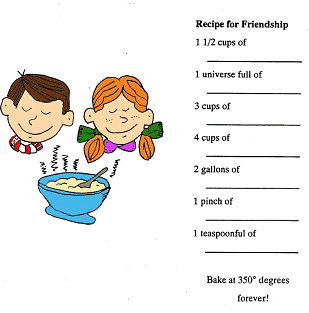 Recipe for Friendship
1 1/2 cups of
1 universe full of
3 cups of
4 cups of
2 gallons of
1 pinch of
1 teaspoonful of
Bake at 350° degrees
forever!